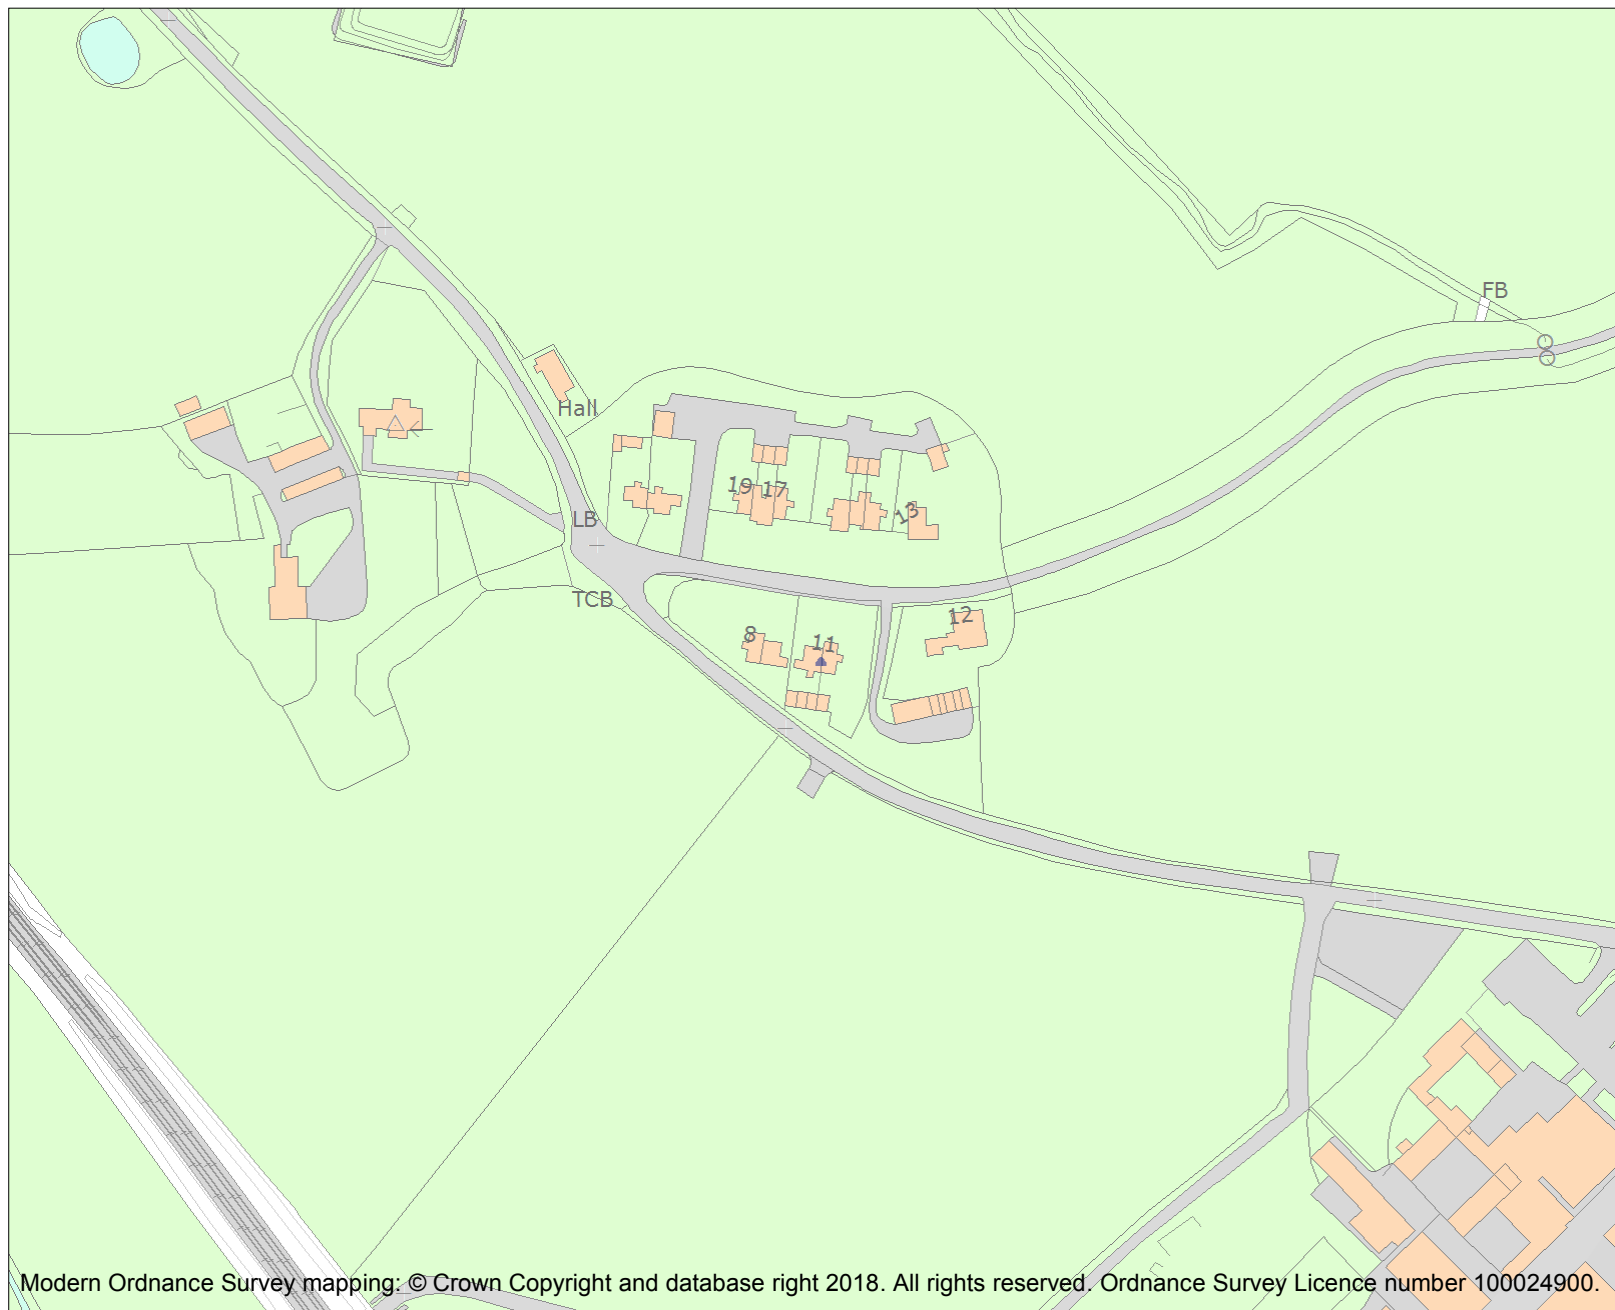 FB
Hall
19 17
13
LB
TCB
12
8
11
Modern Ordnance Survey mapping: © Crown Copyright and database right 2018. All rights reserved. Ordnance Survey Licence number 100024900.